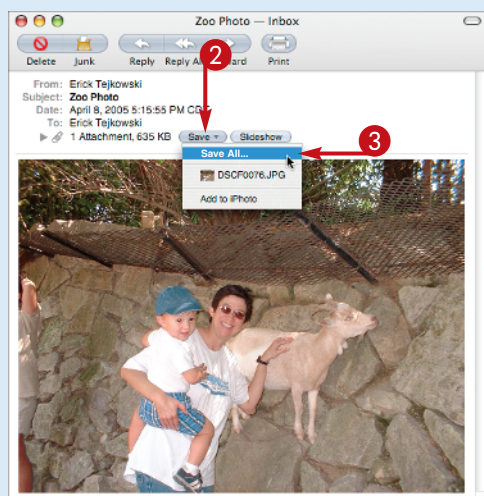 Zoo Photo — Inbox
Delete Junk Reply Reply All Print
2
From: Erick Tejkowski
Subject: Zoo Photo
Date: April 8, 2005 5:15:55 PM
To: Erick Tejkowski
1 Attachment, 635 KB Save Slideshow
3
Save All...
DSCF0076.JPG
Add to iPhoto